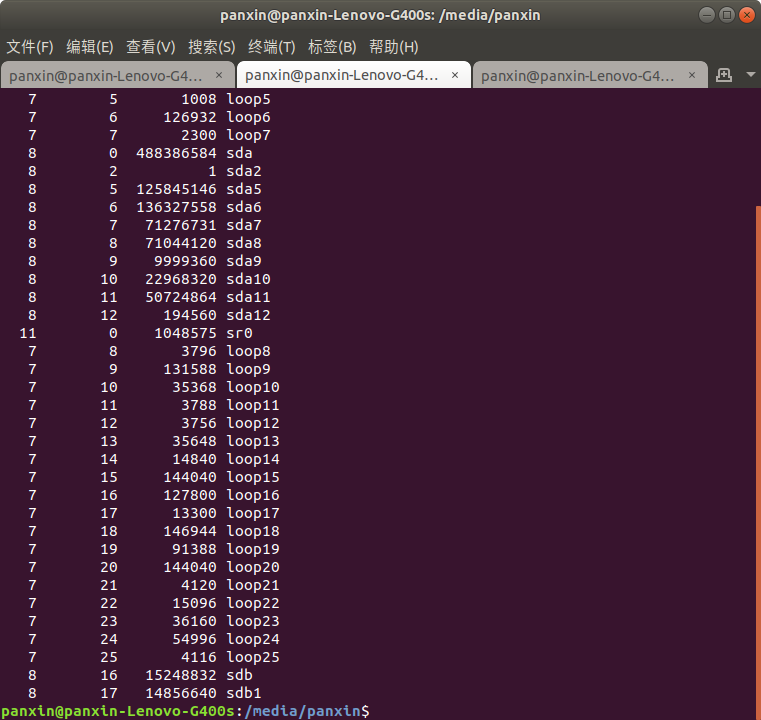 panxin@panxin-Lenovo-G400s: /media/panxin
文件(F) 编辑(E) 查看(V) 搜索(S) 终端(T) 标签(B) 帮助(H)
panxin@panxin-Lenovo-G4... × panxin@panxin-Lenovo-G4... × panxin@panxin-Lenovo-G4... ×
7 5 1008 loop5
7 6 126932 loop6
7 7 2300 loop7
8 0 488386584 sda
8 2 1 sda2
8 5 125845146 sda5
8 6 136327558 sda6
8 7 71276731 sda7
8 8 71044120 sda8
8 9 9999360 sda9
8 10 22968320 sda10
8 11 50724864 sda11
8 12 194560 sda12
11 0 1048575 sr0
7 8 3796 loop8
7 9 131588 loop9
7 10 35368 loop10
7 11 3788 loop11
7 12 3756 loop12
7 13 35648 loop13
7 14 14840 loop14
7 15 144040 loop15
7 16 127800 loop16
7 17 13300 loop17
7 18 146944 loop18
7 19 91388 loop19
7 20 144040 loop20
7 21 4120 loop21
7 22 15096 loop22
7 23 36160 loop23
7 24 54996 loop24
7 25 4116 loop25
8 16 15248832 sdb
8 17 14856640 sdb1
panxin@panxin-Lenovo-G400s:/media/panxin$